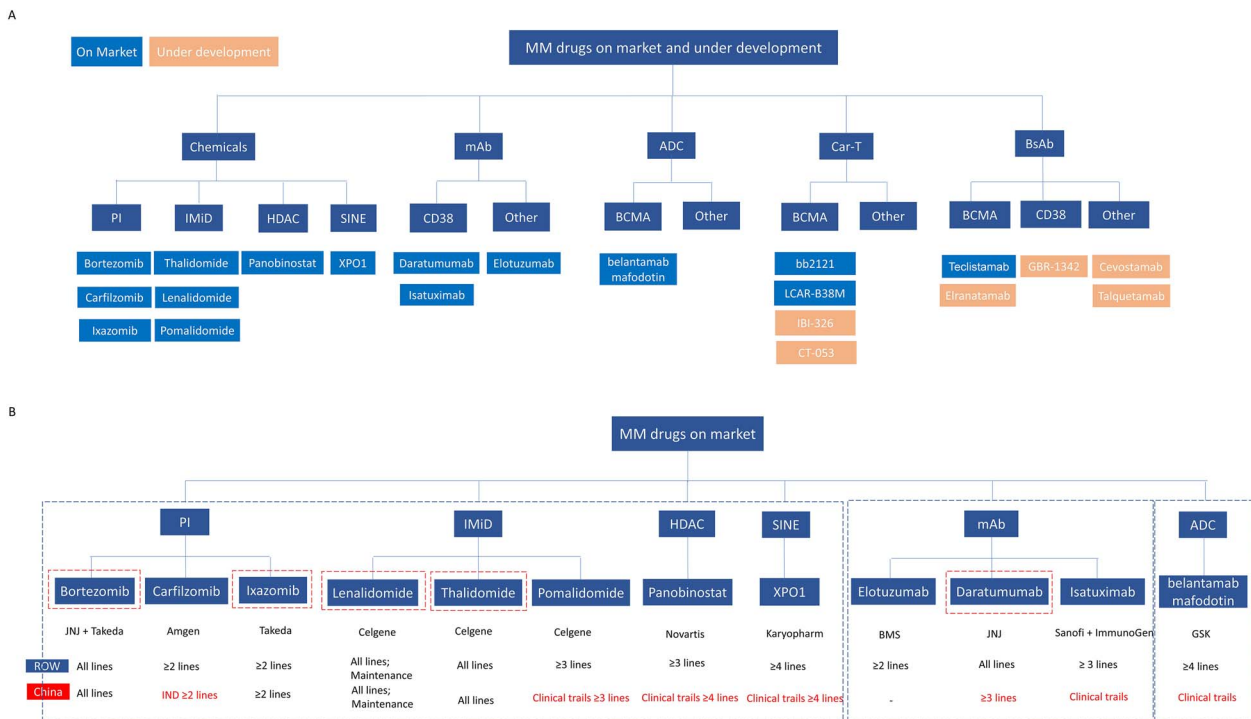 A
On Market
Under development
MM drugs on market and under development
Chemicals
mAb
ADC
Car-T
BsAb
PI
IMiD
HDAC
SINE
CD38
Other
BCMA
Other
BCMA
Other
BCMA
CD38
Other
Bortezomib
Thalidomide
Panobinostat
XPO1
Daratumumab
Elotuzumab
belantamab
mafodotin
bb2121
Teclistamab
GBR-1342
Cevostamab
Carfilzomib
Lenalidomide
Isatuximab
LCAR-B38M
Elranatamab
Talquetamab
Ixazomib
Pomalidomide
IBI-326
CT-053
B
MM drugs on market
PI
IMiD
HDAC
SINE
mAb
ADC
Bortezomib
Carfilzomib
Ixazomib
Lenalidomide
Thalidomide
Pomalidomide
Panobinostat
XPO1
Elotuzumab
Daratumumab
Isatuximab
belantamab
mafodotin
JNJ + Takeda
Amgen
Takeda
Celgene
Celgene
Celgene
Novartis
Karyopharm
BMS
JNJ
Sanofi + ImmunoGen
GSK
ROW
All lines
≥2 lines
≥2 lines
All lines;
Maintenance
All lines
≥3 lines
≥3 lines
≥4 lines
≥2 lines
All lines
≥ 3 lines
≥4 lines
China
All lines
IND ≥2 lines
≥2 lines
All lines;
Maintenance
All lines
Clinical trails ≥3 lines
Clinical trails ≥4 lines
Clinical trails ≥4 lines
-
≥3 lines
Clinical trails
Clinical trails